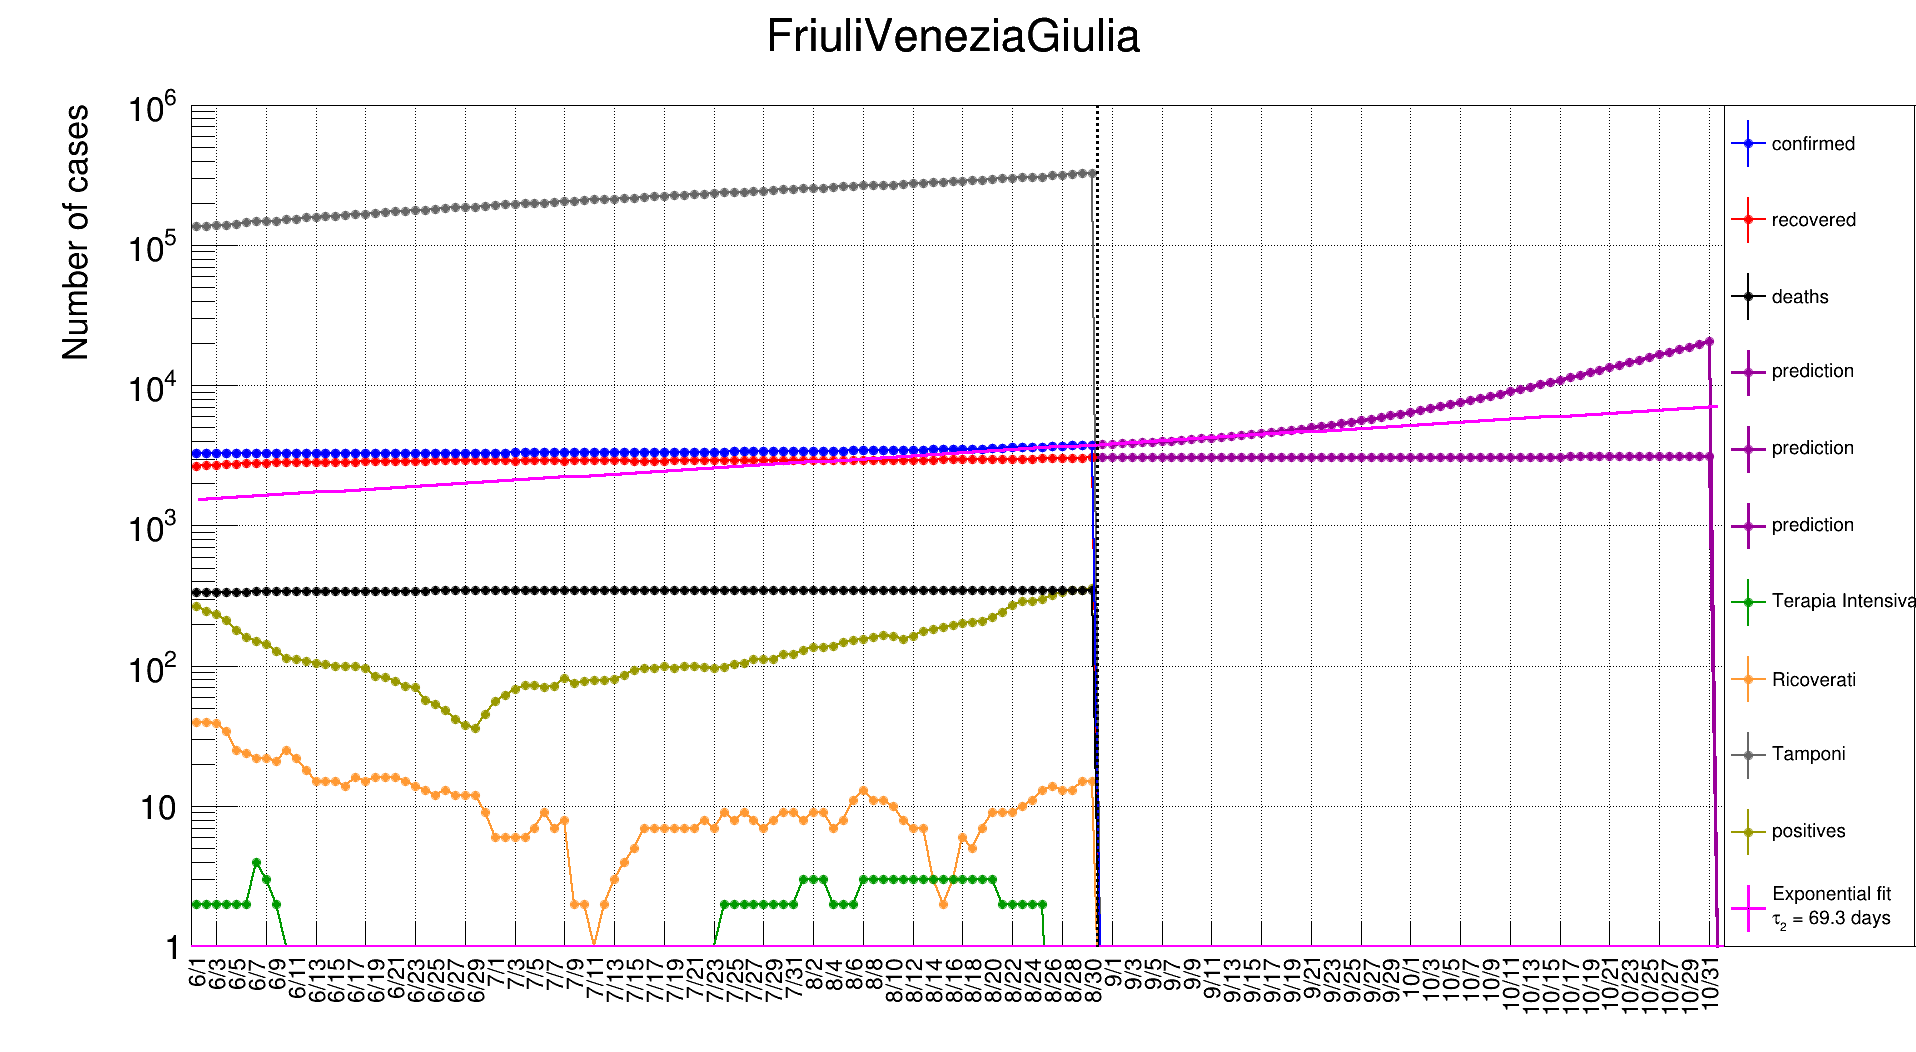 FriuliVeneziaGiulia
Number of cases
10^6
10^5
10^4
10^3
10^2
10
1
6/1 6/3 6/5 6/7 6/9 6/11 6/13 6/15 6/17 6/19 6/21 6/23 6/25 6/27 6/29 7/1 7/3 7/5 7/7 7/9 7/11 7/13 7/15 7/17 7/19 7/21 7/23 7/25 7/27 7/29 7/31 8/2 8/4 8/6 8/8 8/10 8/12 8/14 8/16 8/18 8/20 8/22 8/24 8/26 8/28 8/30 9/1 9/3 9/5 9/7 9/9 9/11 9/13 9/15 9/17 9/19 9/21 9/23 9/25 9/27 9/29 10/1 10/3 10/5 10/7 10/9 10/11 10/13 10/15 10/17 10/19 10/21 10/23 10/25 10/27 10/29 10/31
confirmed
recovered
deaths
prediction
prediction
prediction
Terapia Intensiva
Ricoverati
Tamponi
positives
Exponential fit
τ₂ = 69.3 days